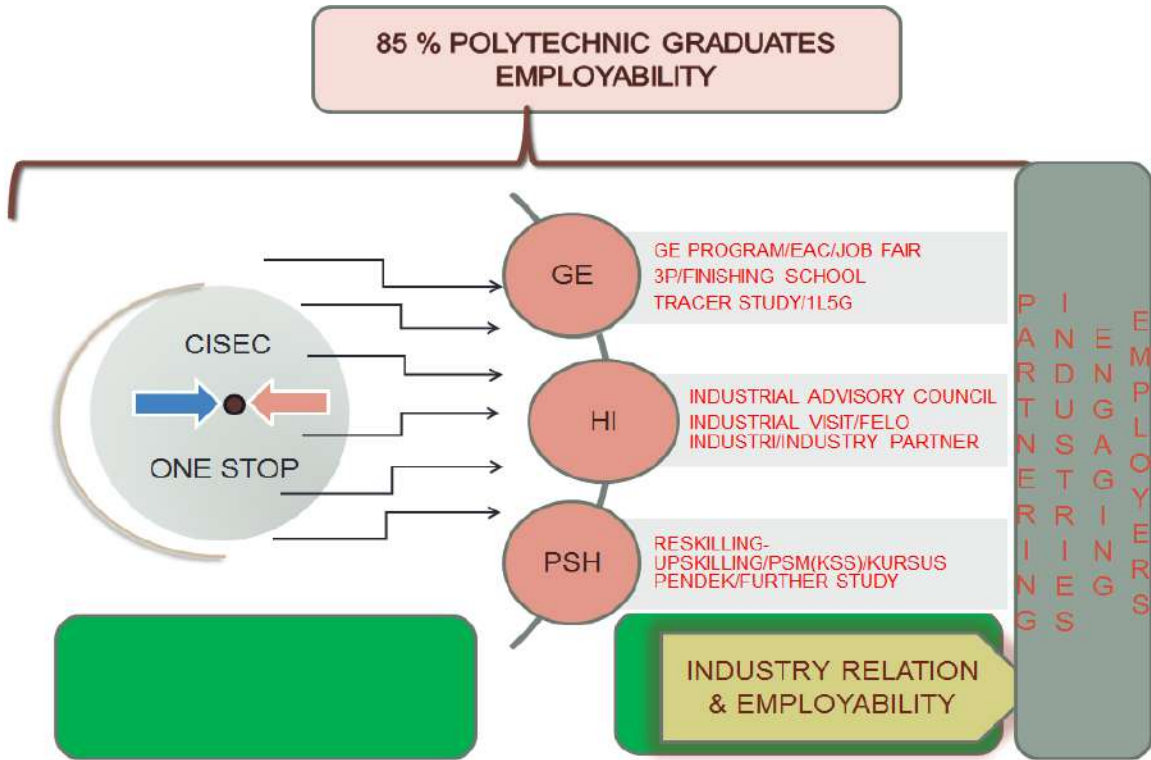 85 % POLYTECHNIC GRADUATES
EMPLOYABILITY
CISEC
ONE STOP
GE
GE PROGRAM/EAC/JOB FAIR
3P/FINISHING SCHOOL
TRACER STUDY/1L5G
HI
INDUSTRIAL ADVISORY COUNCIL
INDUSTRIAL VISIT/FELO
INDUSTRI/INDUSTRY PARTNER
PSH
RESKILLING-
UPSKILLING/PSM(KSS)/KURSUS
PENDEK/FURTHER STUDY
INDUSTRY RELATION
& EMPLOYABILITY
PARTNERING
INDUSTRIES
ENGAGING
EMPLOYERS